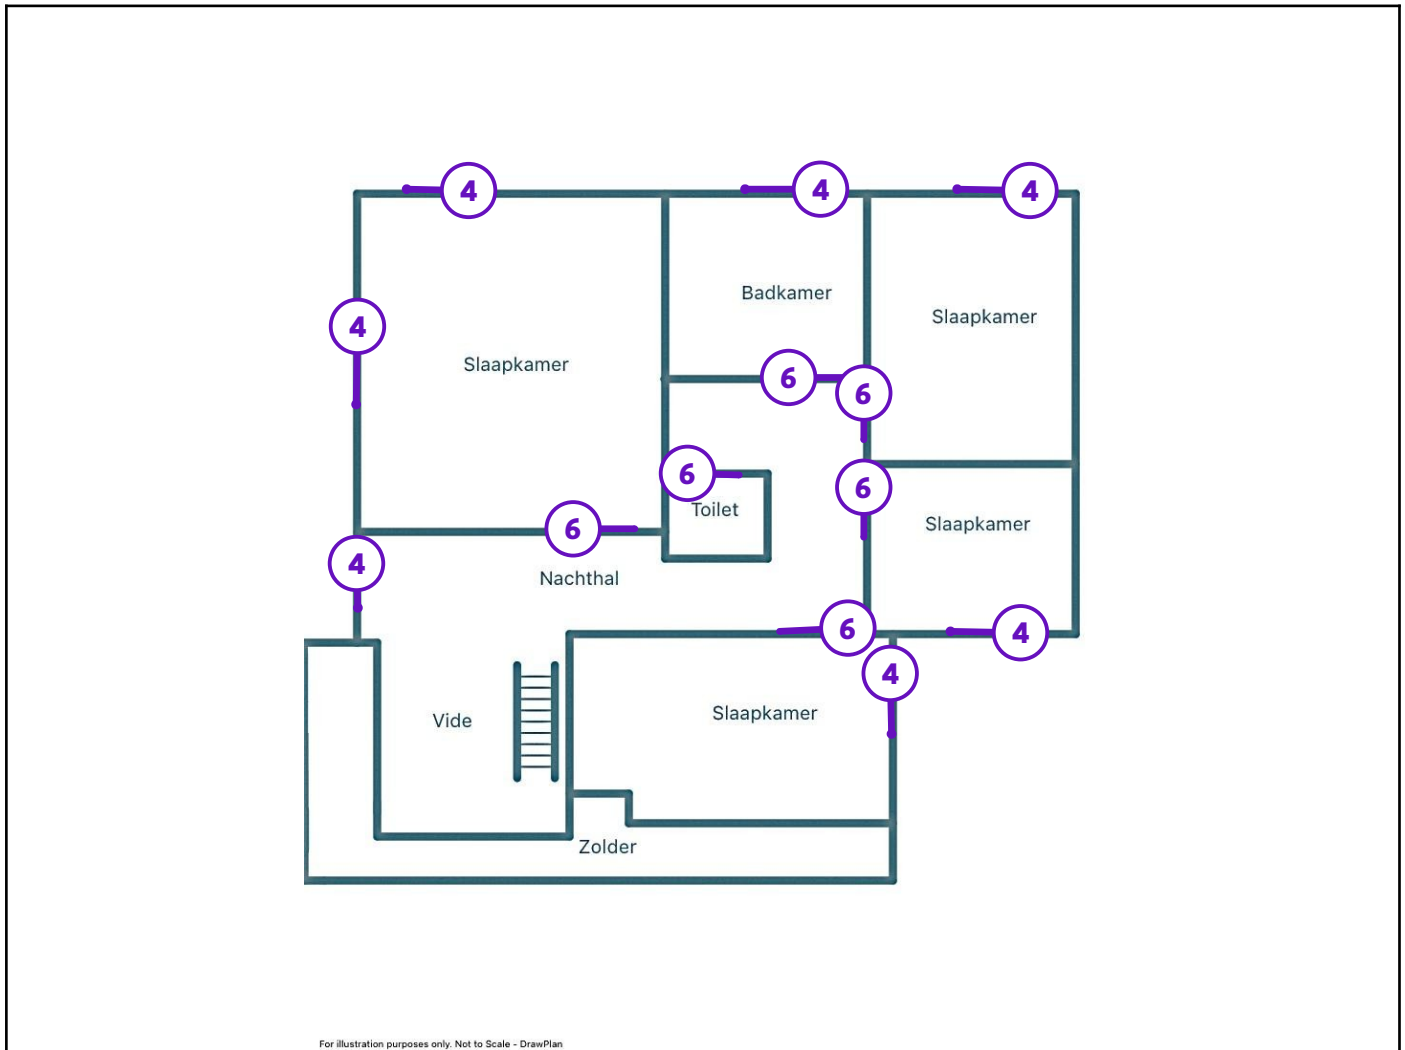 4 4 4
Badkamer
Slaapkamer
4
Slaapkamer
6
6
6
6
Toilet
Slaapkamer
6
4
Nachthal
6
4
4
Slaapkamer
Vide
Zolder
For illustration purposes only. Not to Scale - DrawPlan